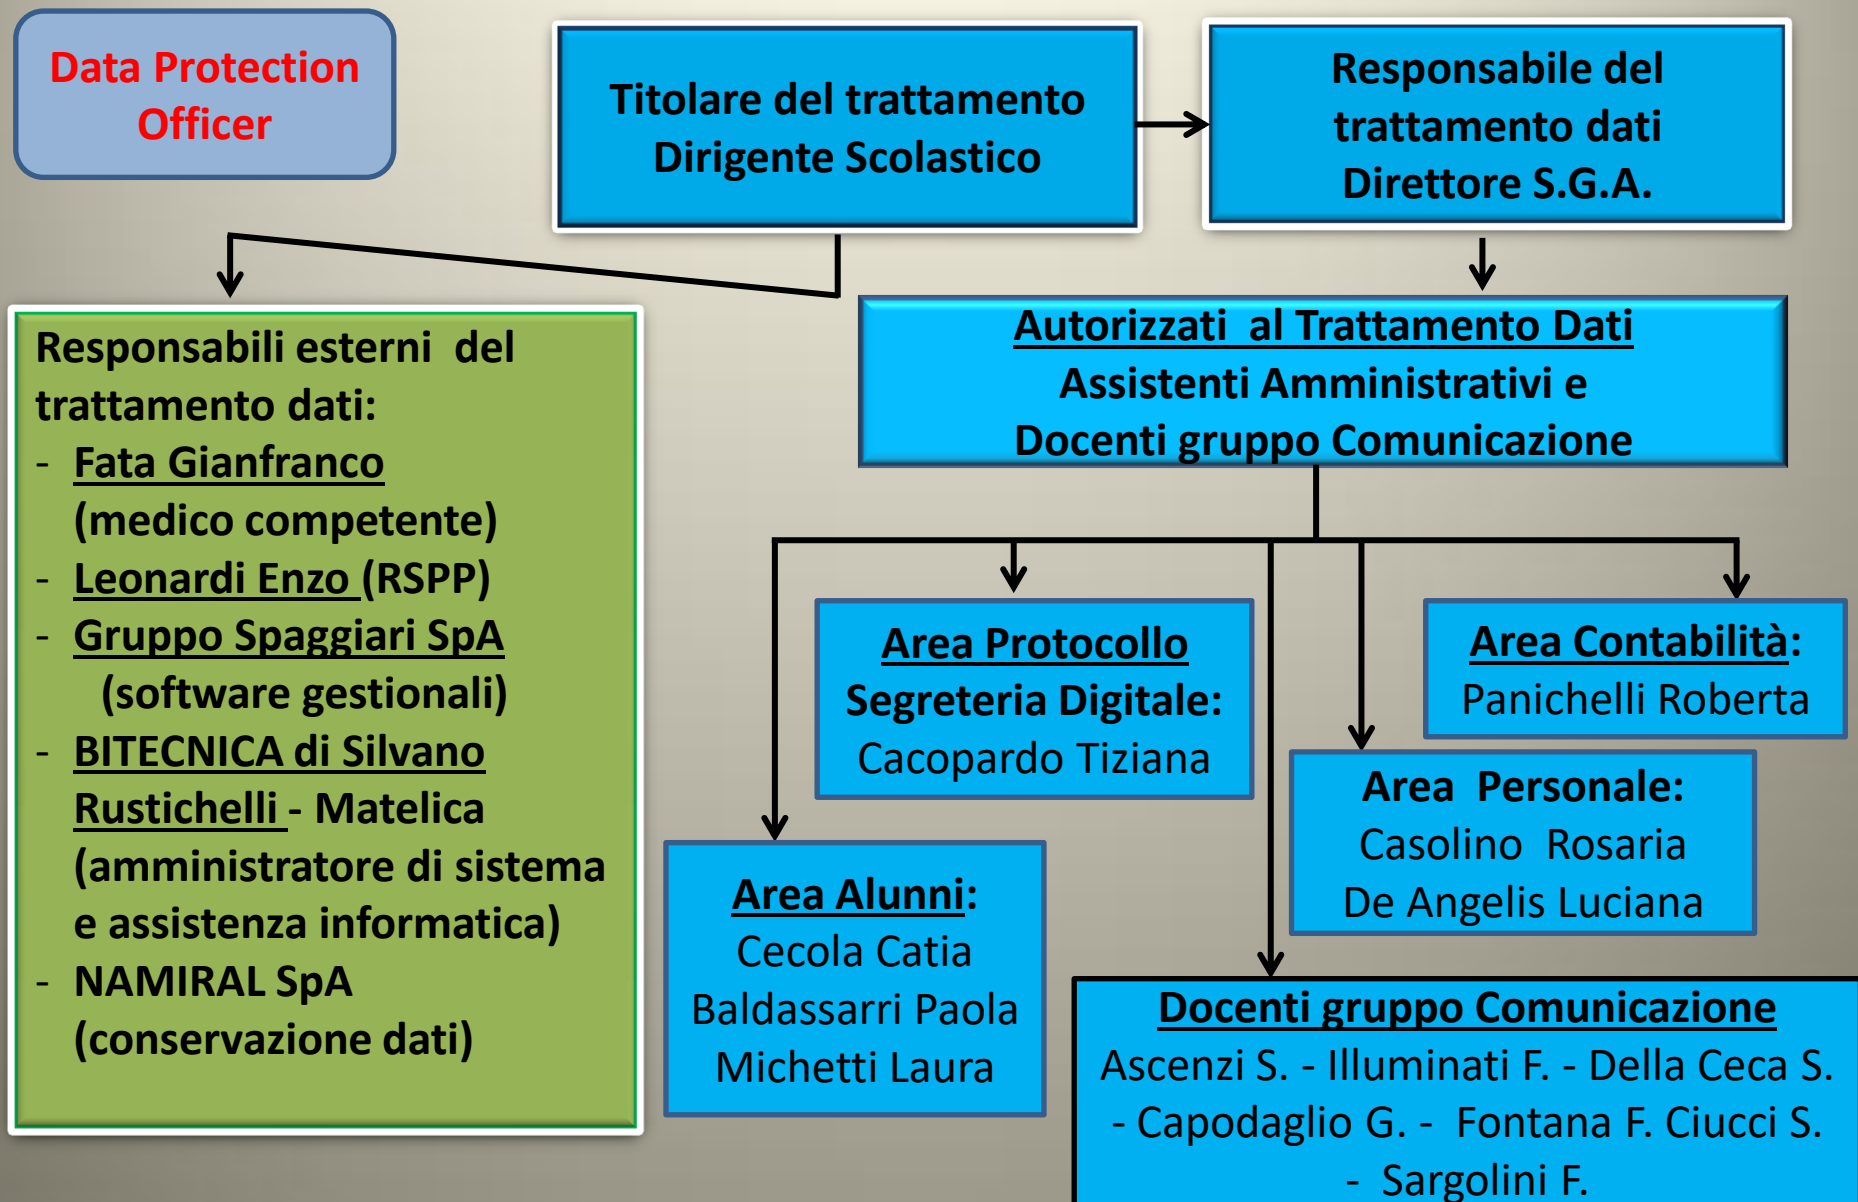 Data Protection
Officer
Titolare del trattamento
Dirigente Scolastico
Responsabile del
trattamento dati
Direttore S.G.A.
Responsabili esterni del
trattamento dati:
- Fata Gianfranco
(medico competente)
- Leonardi Enzo (RSPP)
- Gruppo Spaggiari SpA
(software gestionali)
- BITECNICA di Silvano
Rustichelli - Matelica
(amministratore di sistema
e assistenza informatica)
- NAMIRAL SpA
(conservazione dati)
Autorizzati al Trattamento Dati
Assistenti Amministrativi e
Docenti gruppo Comunicazione
Area Protocollo
Segreteria Digitale:
Cacopardo Tiziana
Area Contabilità:
Panichelli Roberta
Area Personale:
Casolino Rosaria
De Angelis Luciana
Area Alunni:
Cecola Catia
Baldassarri Paola
Michetti Laura
Docenti gruppo Comunicazione
Ascenzi S. - Illuminati F. - Della Ceca S.
- Capodaglio G. - Fontana F. Ciucci S.
- Sargolini F.